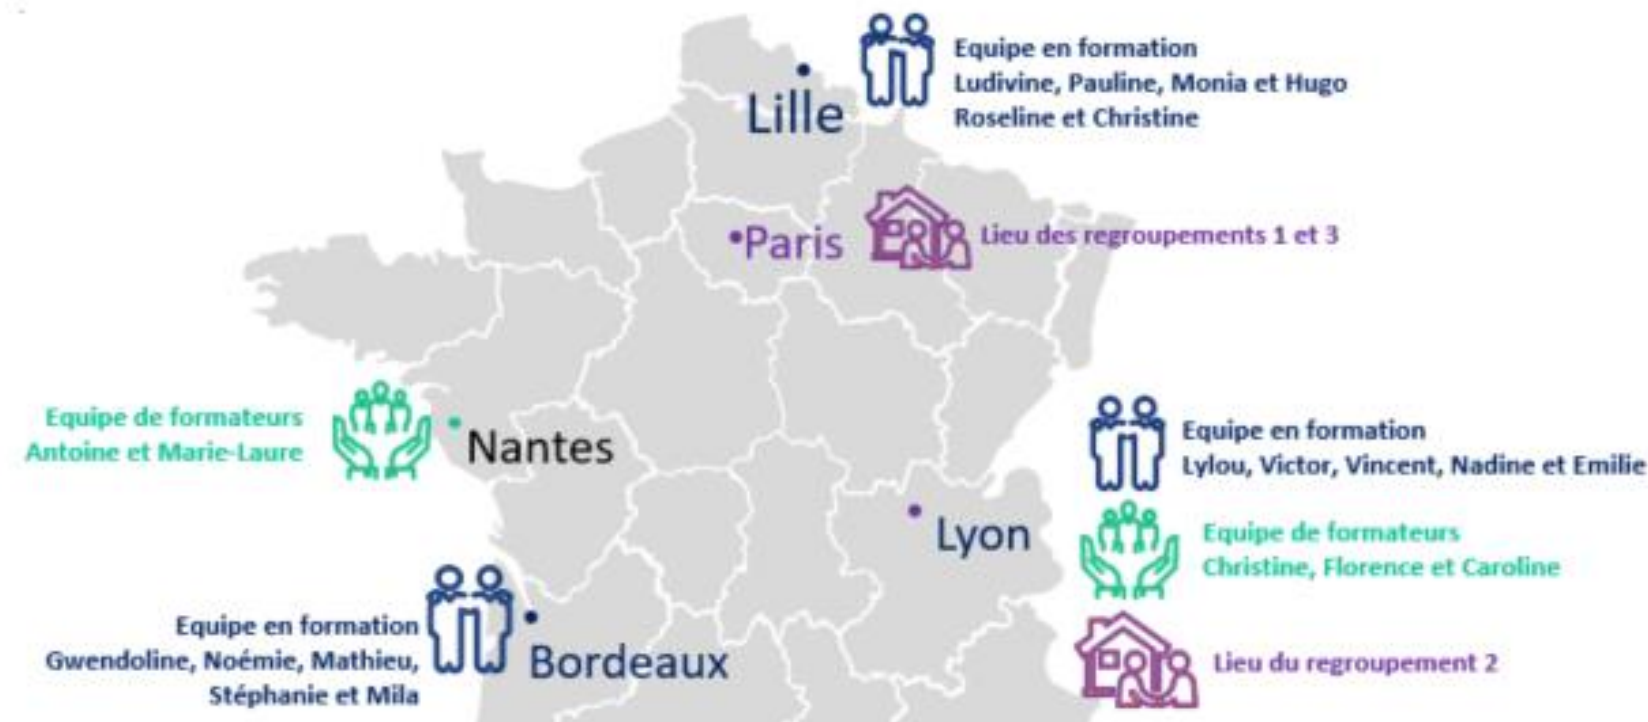 Equipe en formation
Ludivine, Pauline, Monia et Hugo
Roseline et Christine
Lille
Paris
Lieu des regroupements 1 et 3
Equipe de formateurs
Antoine et Marie-Laure
Nantes
Equipe en formation
Lylou, Victor, Vincent, Nadine et Emilie
Lyon
Equipe de formateurs
Christine, Florence et Caroline
Equipe en formation
Gwendoline, Noémie, Mathieu,
Stéphanie et Mila
Bordeaux
Lieu du regroupement 2